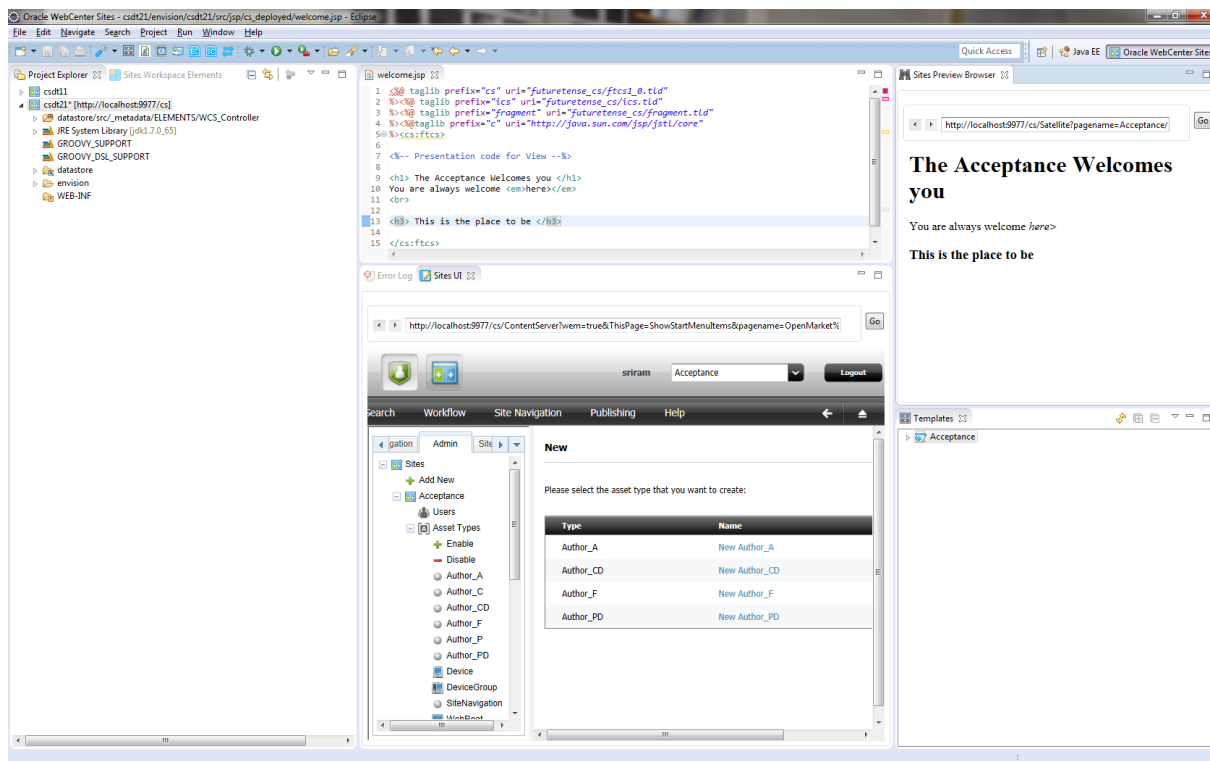 Oracle WebCenter Sites - csdt21/envision/csdt21/src/jsp/cs_deployed/welcome.jsp - Eclipse
File Edit Navigate Search Project Run Window Help
Quick Access Java EE Oracle WebCenter Sites
Project Explorer Sites Workspace Elements
csdt11
csdt21* [http://localhost:9977/cs]
datastore/src/_metadata/ELEMENTS/WCS_Controller
JRE System Library [jdk1.7.0_65]
GROOVY_SUPPORT
GROOVY_DSL_SUPPORT
datastore
envision
WEB-INF
welcome.jsp
1 <%@ taglib prefix="cs" uri="futuretense_cs/ftcs1_0.tld"
2 %><%@ taglib prefix="ics" uri="futuretense_cs/ics.tld"
3 %><%@ taglib prefix="fragment" uri="futuretense_cs/fragment.tld"
4 %><%@taglib prefix="c" uri="http://java.sun.com/jsp/jstl/core"
5 %><cs:ftcs>
6
7 <%-- Presentation code for View --%>
8
9 <h1> The Acceptance Welcomes you </h1>
10 You are always welcome <em>here></em>
11 <br>
12
13 <h3> This is the place to be </h3>
14
15 </cs:ftcs>
Error Log Sites UI
http://localhost:9977/cs/ContentServer?wem=true&ThisPage=ShowStartMenuItems&pagename=OpenMarket%
Go
sriram Acceptance Logout
Search Workflow Site Navigation Publishing Help
gation Admin Site
Sites
Add New
Acceptance
Users
Asset Types
Enable
Disable
Author_A
Author_C
Author_CD
Author_F
Author_P
Author_PD
Device
DeviceGroup
SiteNavigation
WebRoot
New
Please select the asset type that you want to create:
Type Name
Author_A New Author_A
Author_CD New Author_CD
Author_F New Author_F
Author_PD New Author_PD
Sites Preview Browser
http://localhost:9977/cs/Satellite?pagename=Acceptance/
Go
The Acceptance Welcomes
you
You are always welcome here>
This is the place to be
Templates
Acceptance